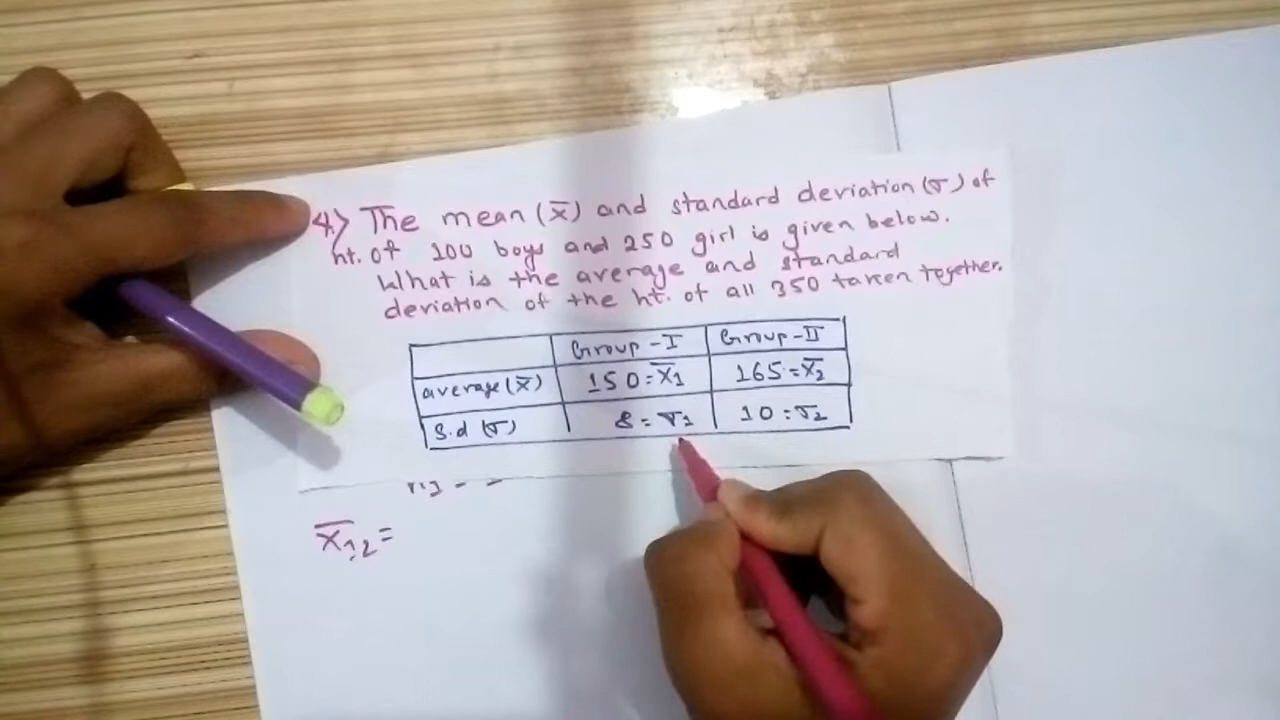 4.) The mean (x̄) and standard deviation (σ) of
ht. of 100 boys and 250 girl is given below.
What is the average and standard
deviation of the ht. of all 350 taken together.
Group - I Group - II
average (x̄) 150 = x̄1 165 = x̄2
S.d (σ) 8 = σ1 10 = σ2
x̄1,2 =